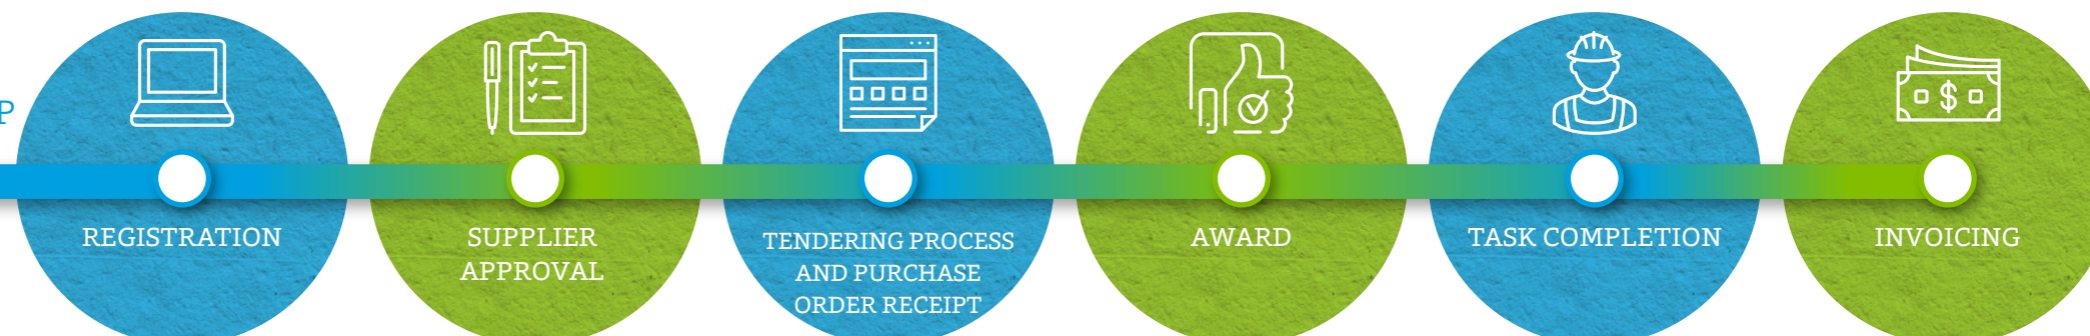 P
REGISTRATION
SUPPLIER
APPROVAL
TENDERING PROCESS
AND PURCHASE
ORDER RECEIPT
AWARD
TASK COMPLETION
INVOICING
$